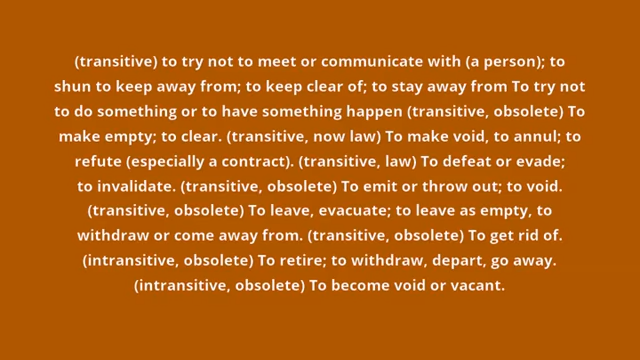 (transitive) to try not to meet or communicate with (a person); to
shun to keep away from; to keep clear of; to stay away from To try not
to do something or to have something happen (transitive, obsolete) To
make empty; to clear. (transitive, now law) To make void, to annul; to
refute (especially a contract). (transitive, law) To defeat or evade;
to invalidate. (transitive, obsolete) To emit or throw out; to void.
(transitive, obsolete) To leave, evacuate; to leave as empty, to
withdraw or come away from. (transitive, obsolete) To get rid of.
(intransitive, obsolete) To retire; to withdraw, depart, go away.
(intransitive, obsolete) To become void or vacant.